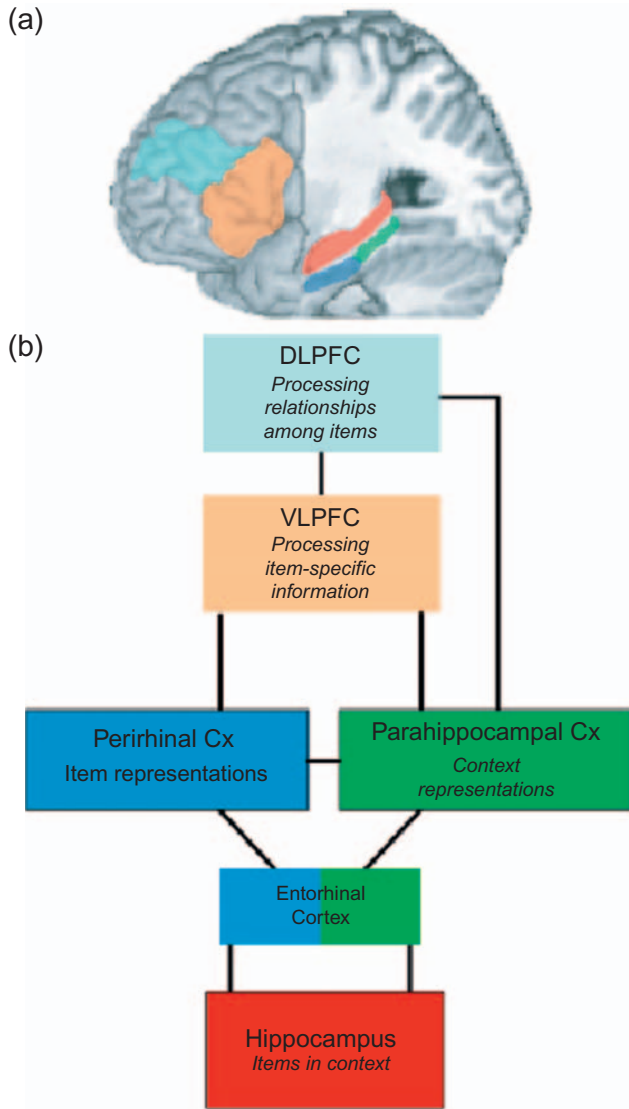 (a)
(b)
DLPFC
Processing
relationships
among items
VLPFC
Processing
item-specific
information
Perirhinal Cx
Item representations
Parahippocampal Cx
Context
representations
Entorhinal
Cortex
Hippocampus
Items in context